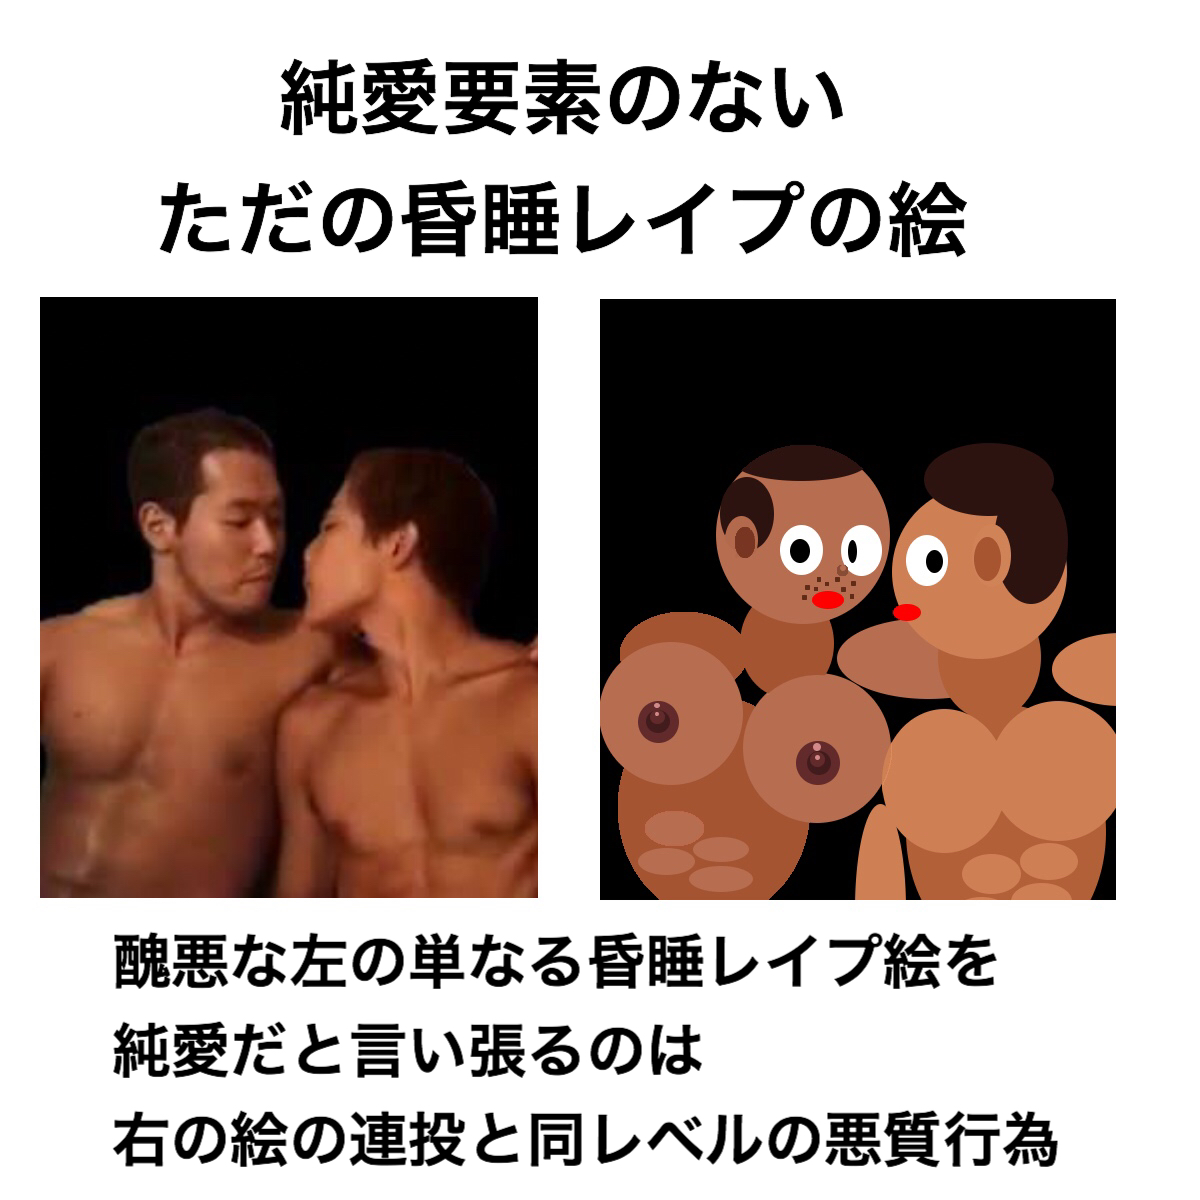 純愛要素のない
ただの昏睡レイプの絵
醜悪な左の単なる昏睡レイプ絵を
純愛だと言い張るのは
右の絵の連投と同レベルの悪質行為